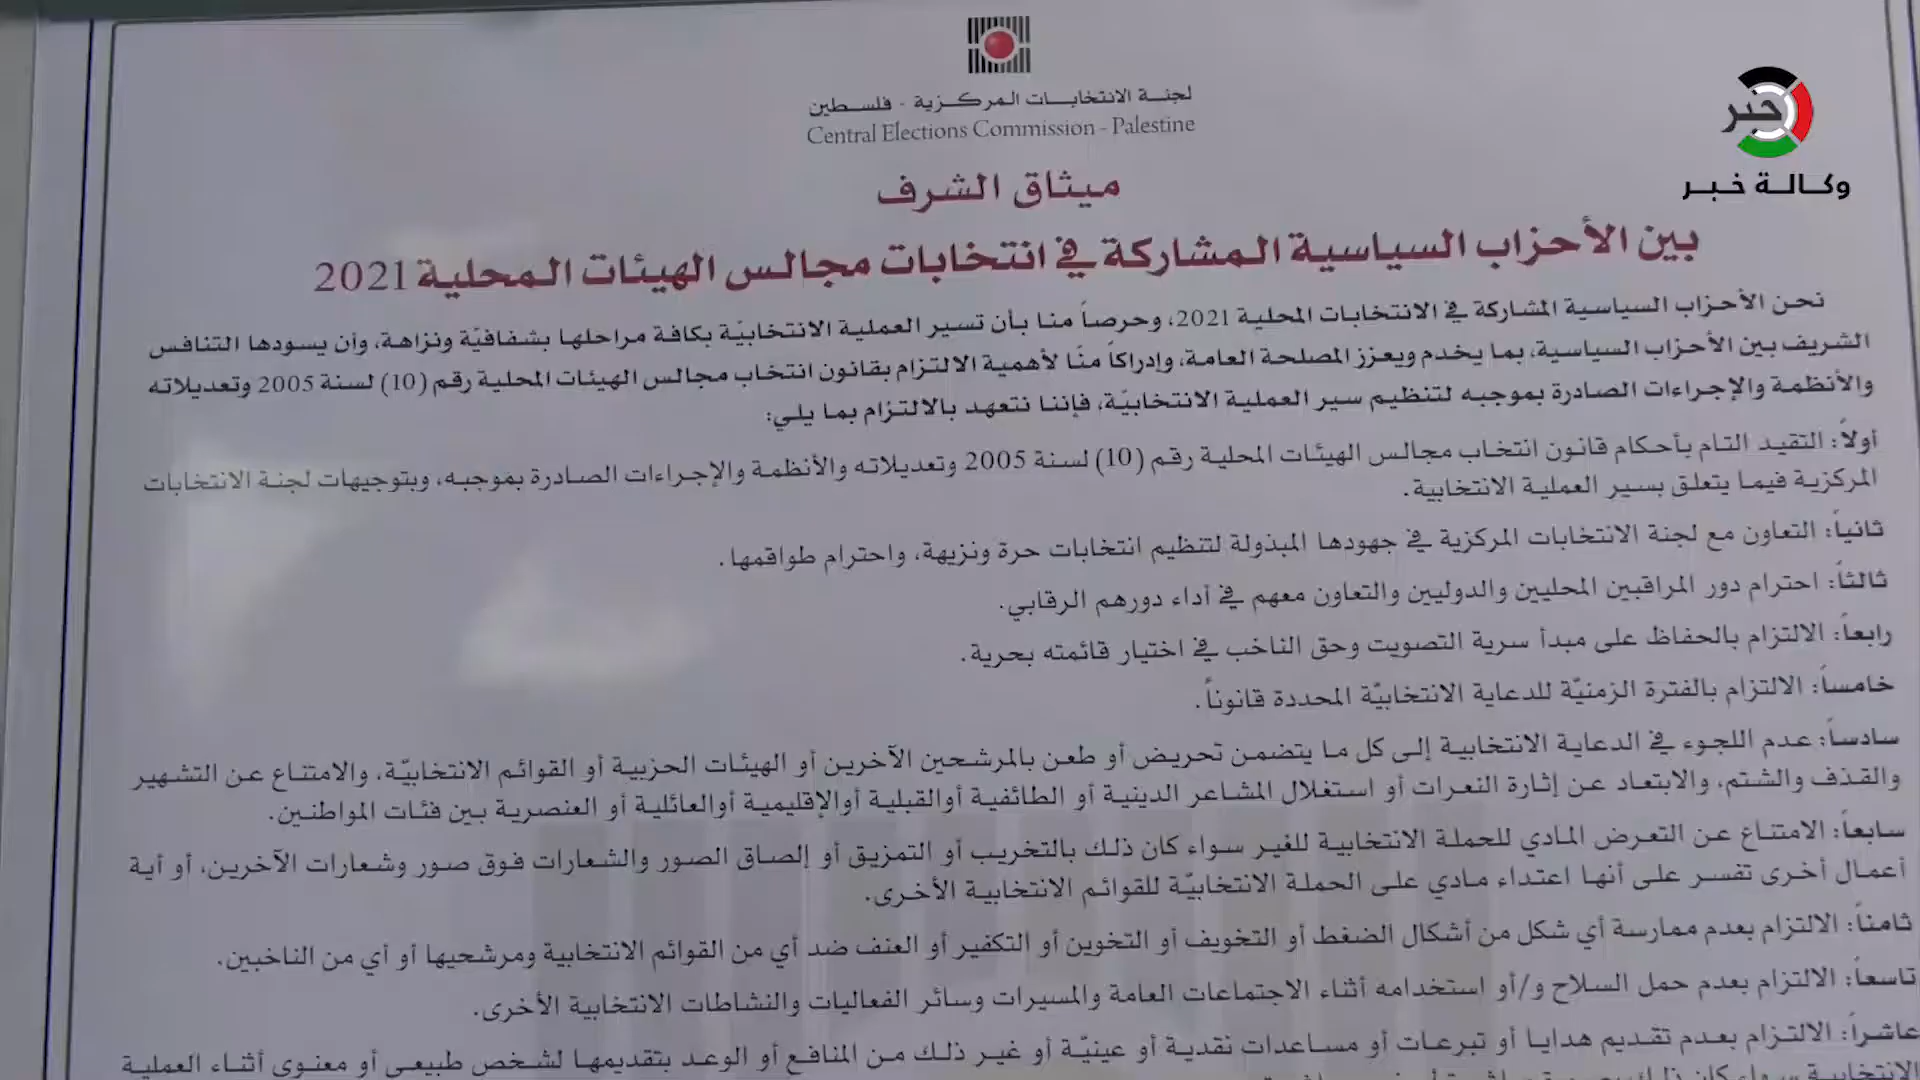 لجنة الانتخابات المركزية - فلسطين
Central Elections Commission - Palestine
خبر
وكالة خبر
ميثاق الشرف
بين الأحزاب السياسية المشاركة في انتخابات مجالس الهيئات المحلية 2021
نحن الأحزاب السياسية المشاركة في الانتخابات المحلية 2021، وحرصاً منا بأن تسير العملية الانتخابيّة بكافة مراحلها بشفافيّة ونزاهة، وأن يسودها التنافس
الشريف بين الأحزاب السياسية، بما يخدم ويعزز المصلحة العامة، وإدراكاً منّا لأهمية الالتزام بقانون انتخاب مجالس الهيئات المحلية رقم (10) لسنة 2005 وتعديلاته
والأنظمة والإجراءات الصادرة بموجبه لتنظيم سير العملية الانتخابيّة، فإننا نتعهد بالالتزام بما يلي:
أولاً: التقيد التام بأحكام قانون انتخاب مجالس الهيئات المحلية رقم (10) لسنة 2005 وتعديلاته والأنظمة والإجراءات الصادرة بموجبه، وبتوجيهات لجنة الانتخابات
المركزية فيما يتعلق بسير العملية الانتخابية.
ثانياً: التعاون مع لجنة الانتخابات المركزية في جهودها المبذولة لتنظيم انتخابات حرة ونزيهة، واحترام طواقمها.
ثالثاً: احترام دور المراقبين المحليين والدوليين والتعاون معهم في أداء دورهم الرقابي.
رابعاً: الالتزام بالحفاظ على مبدأ سرية التصويت وحق الناخب في اختيار قائمته بحرية.
خامساً: الالتزام بالفترة الزمنيّة للدعاية الانتخابيّة المحددة قانوناً.
سادساً: عدم اللجوء في الدعاية الانتخابية إلى كل ما يتضمن تحريض أو طعن بالمرشحين الآخرين أو الهيئات الحزبية أو القوائم الانتخابيّة، والامتناع عن التشهير
والقذف والشتم، والابتعاد عن إثارة النعرات أو استغلال المشاعر الدينية أو الطائفية أوالقبلية أوالإقليمية أوالعائلية أو العنصرية بين فئات المواطنين.
سابعاً: الامتناع عن التعرض المادي للحملة الانتخابية للغير سواء كان ذلك بالتخريب أو التمزيق أو إلصاق الصور والشعارات فوق صور وشعارات الآخرين، أو أية
أعمال أخرى تفسر على أنها اعتداء مادي على الحملة الانتخابيّة للقوائم الانتخابية الأخرى.
ثامناً: الالتزام بعدم ممارسة أي شكل من أشكال الضغط أو التخويف أو التخوين أو التكفير أو العنف ضد أي من القوائم الانتخابية ومرشحيها أو أي من الناخبين.
تاسعاً: الالتزام بعدم حمل السلاح و/أو استخدامه أثناء الاجتماعات العامة والمسيرات وسائر الفعاليات والنشاطات الانتخابية الأخرى.
عاشراً: الالتزام بعدم تقديم هدايا أو تبرعات أو مساعدات نقدية أو عينيّة أو غير ذلك من المنافع أو الوعد بتقديمها لشخص طبيعي أو معنوي أثناء العملية
الانتخابية سواء كان ذلك